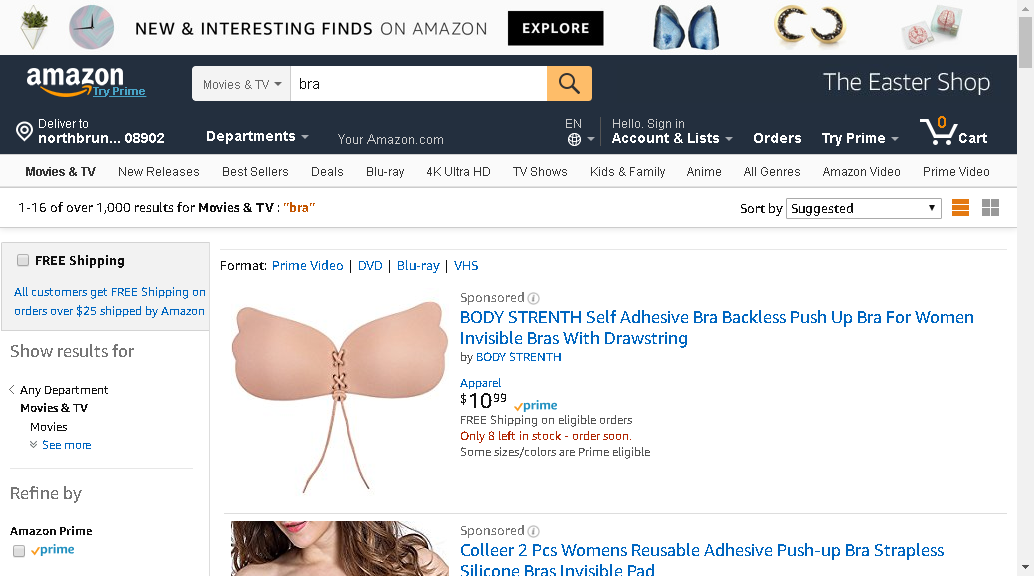 NEW & INTERESTING FINDS ON AMAZON EXPLORE
amazon
Try Prime
Movies & TV
bra
The Easter Shop
Deliver to
northbrun... 08902
Departments
Your Amazon.com
EN
Hello. Sign in
Account & Lists
Orders
Try Prime
0
Cart
Movies & TV New Releases Best Sellers Deals Blu-ray 4K Ultra HD TV Shows Kids & Family Anime All Genres Amazon Video Prime Video
1-16 of over 1,000 results for Movies & TV : "bra"
Sort by Suggested
FREE Shipping
All customers get FREE Shipping on
orders over $25 shipped by Amazon
Show results for
Any Department
Movies & TV
Movies
See more
Refine by
Amazon Prime
prime
Format: Prime Video | DVD | Blu-ray | VHS
Sponsored
BODY STRENTH Self Adhesive Bra Backless Push Up Bra For Women
Invisible Bras With Drawstring
by BODY STRENTH
Apparel
$10.99 prime
FREE Shipping on eligible orders
Only 8 left in stock - order soon.
Some sizes/colors are Prime eligible
Sponsored
Colleer 2 Pcs Womens Reusable Adhesive Push-up Bra Strapless
Silicone Bras Invisible Pad